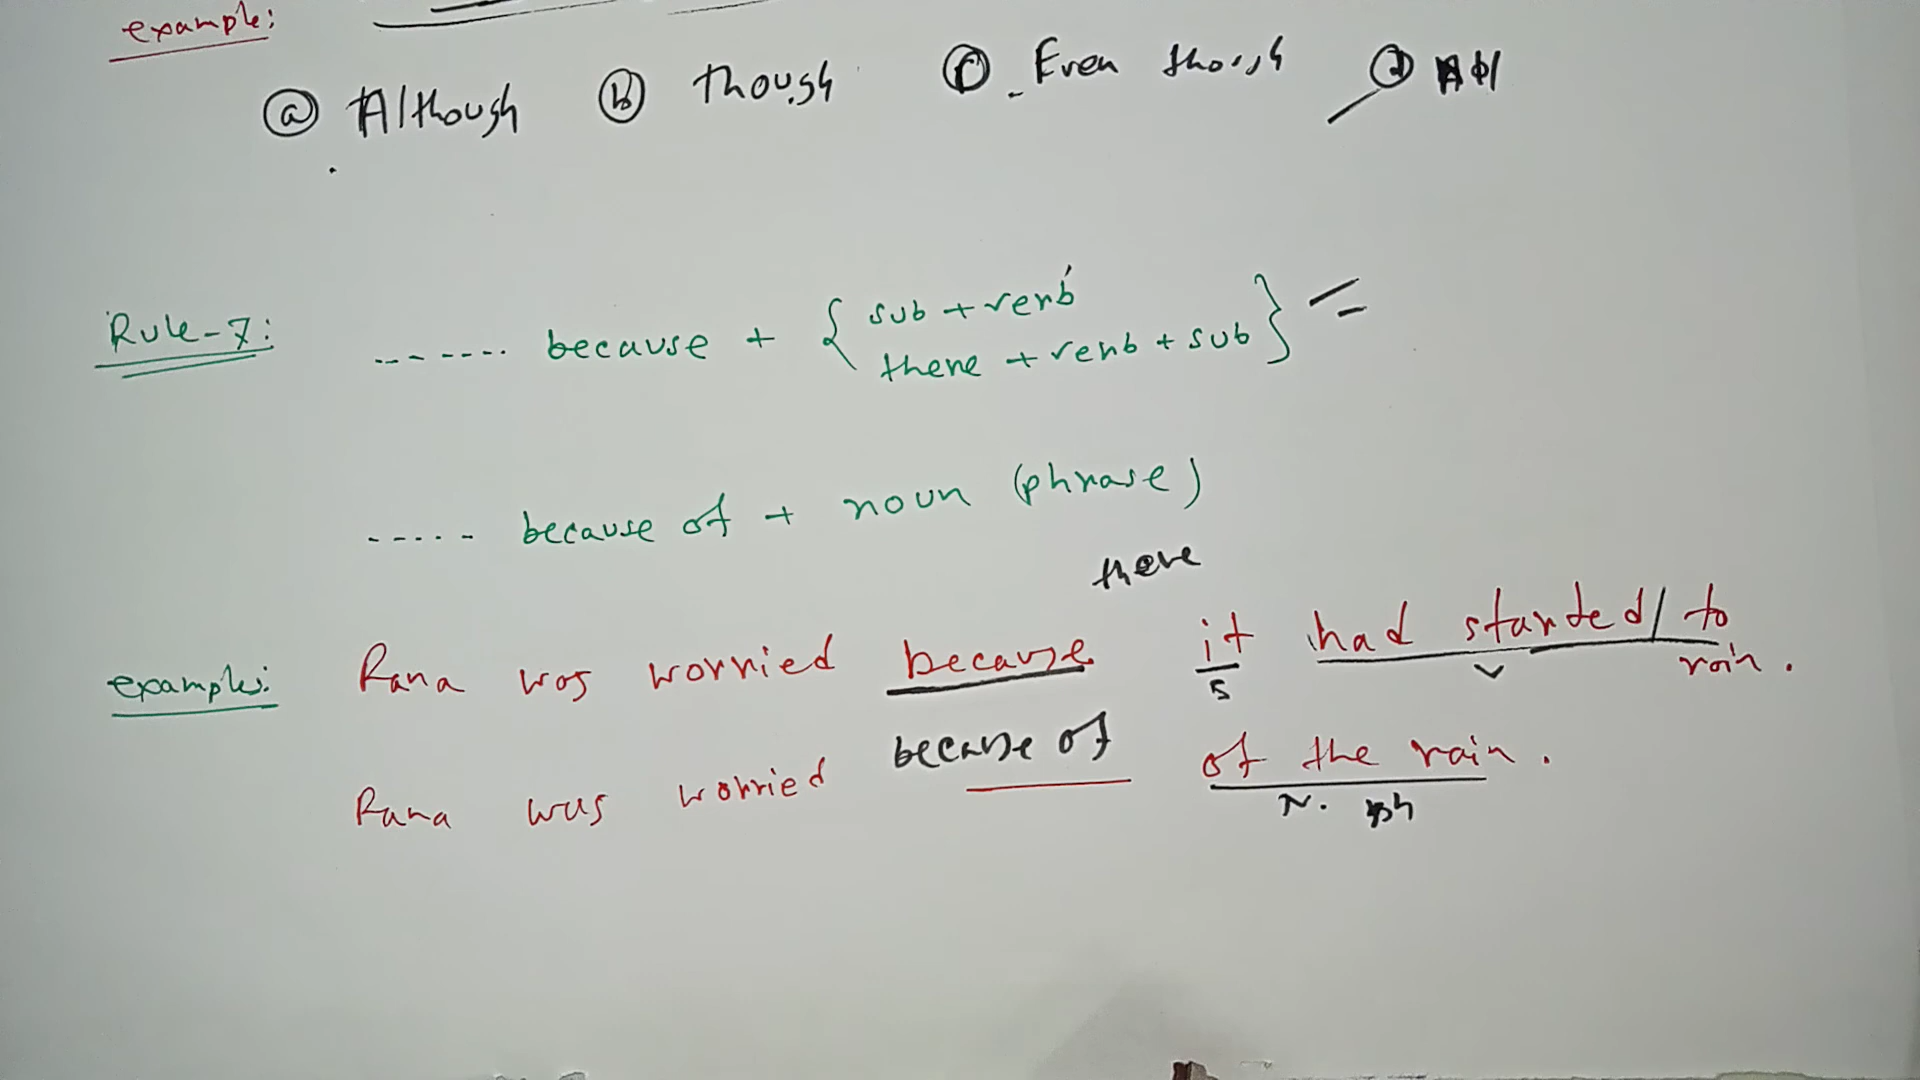 example:
ⓐ Although ⓑ though ⓒ Even though ⓓ All
Rule-7: ------- because + { sub + verb
there + verb + sub }
----- because of + noun (phrase)
there
example: Rana was worried because it had started / to rain.
S V
Rana was worried because of of the rain.
N. ph